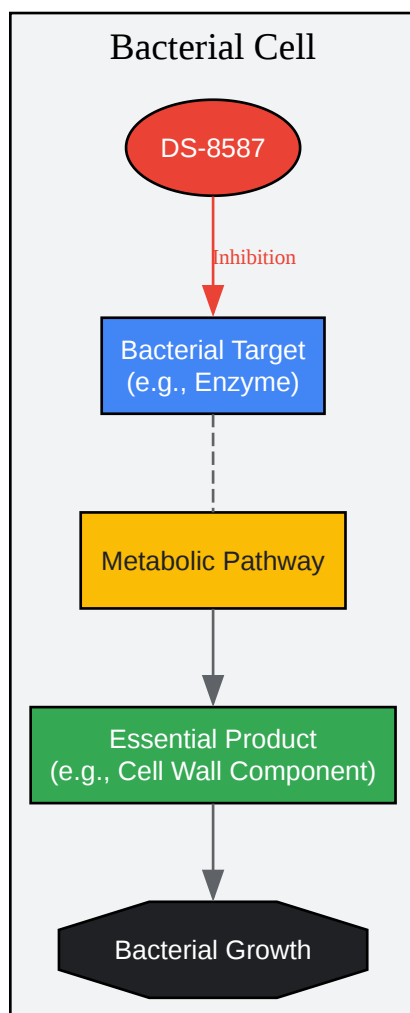 Bacterial Cell
DS-8587
Inhibition
Bacterial Target
(e.g., Enzyme)
Metabolic Pathway
Essential Product
(e.g., Cell Wall Component)
Bacterial Growth